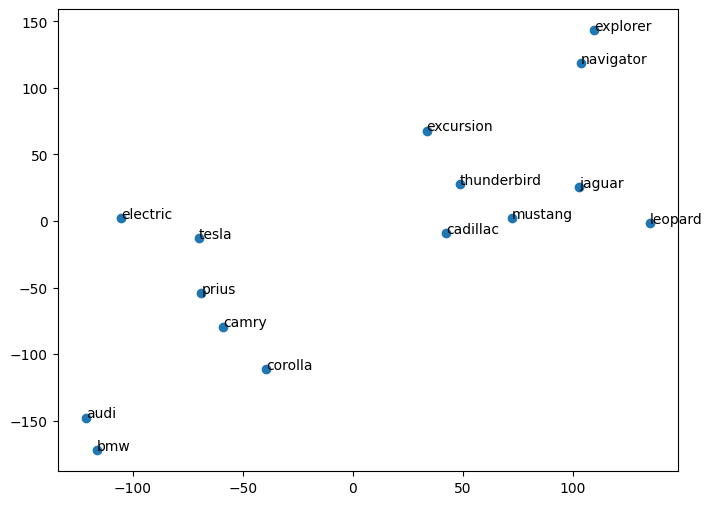 150
explorer
navigator
100
excursion
50
thunderbird
jaguar
electric
mustang
leopard
0
tesla
cadillac
prius
−50
camry
corolla
−100
audi
−150
bmw
−100 −50 0 50 100